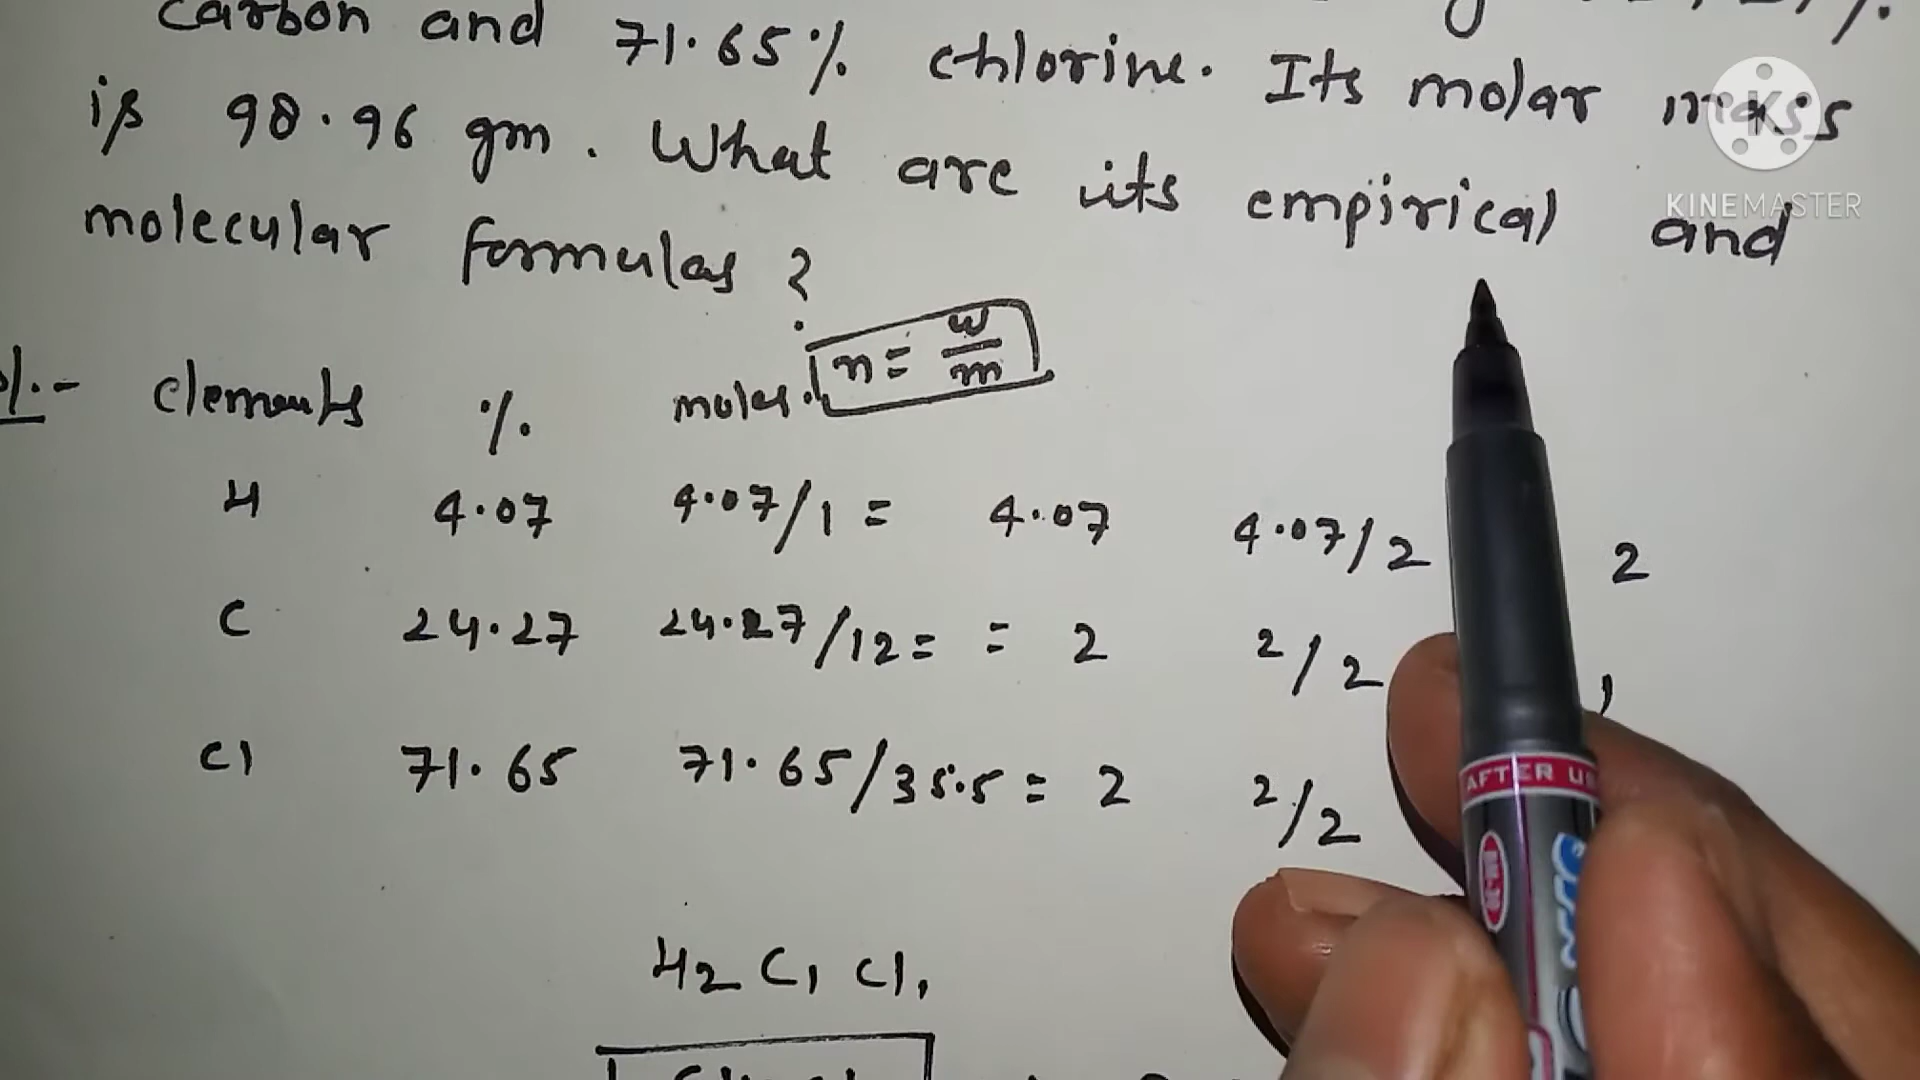 carbon and 71.65% chlorine. Its molar mass
is 98.96 gm. What are its empirical and
molecular formulas?
KINEMASTER
elements % moles. n = w/m
H 4.07 4.07/1 = 4.07 4.07/2 2
C 24.27 24.27/12 = = 2 2/2 1
Cl 71.65 71.65/35.5 = 2 2/2
H2 C1 Cl1
AFTER US